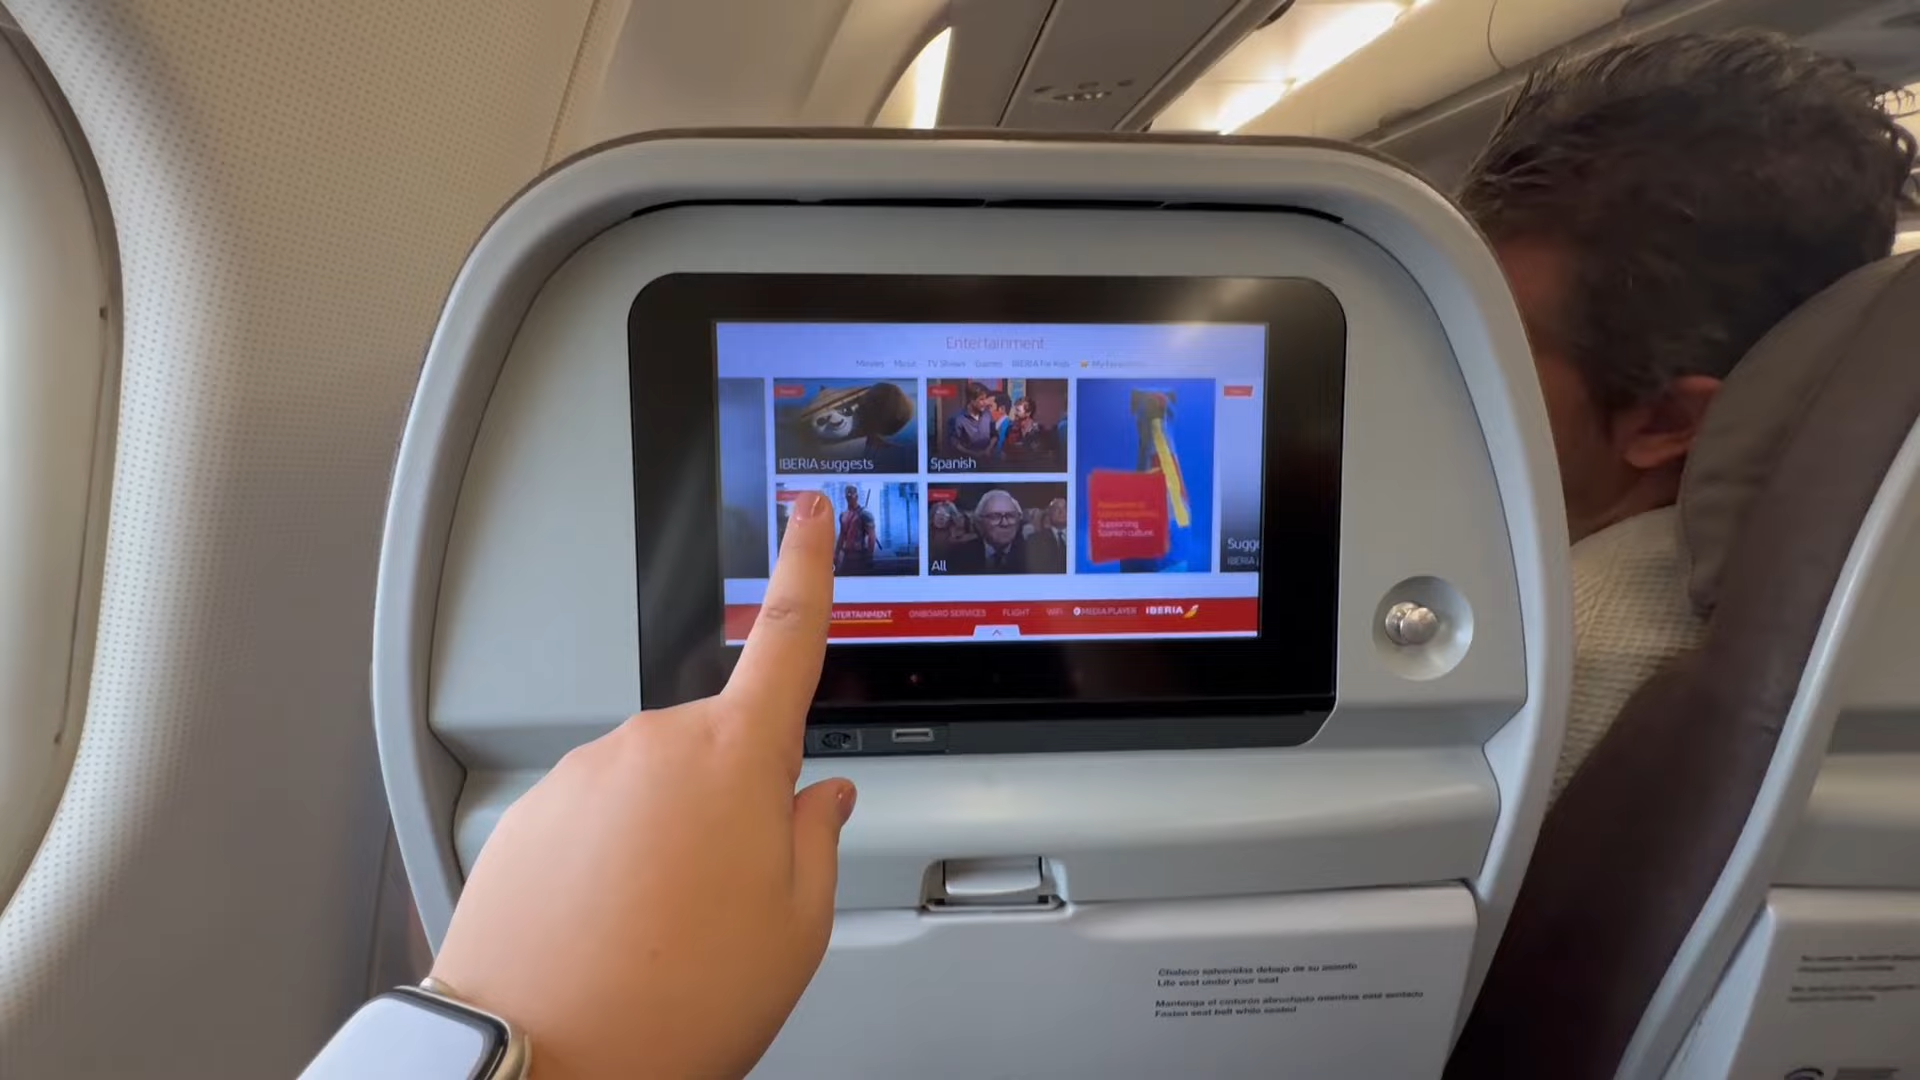 Entertainment
Movies Music TV Shows Games IBERIA For Kids My
IBERIA suggests
Spanish
All
Supporting
Spanish culture
IBERIA
NTERTAINMENT ONBOARD SERVICES FLIGHT WIFI MEDIA PLAYER IBERIA
Chaleco salvavidas debajo de su asiento
Life vest under your seat
Mantenga el cinturón abrochado mientras esté sentado
Fasten seat belt while seated